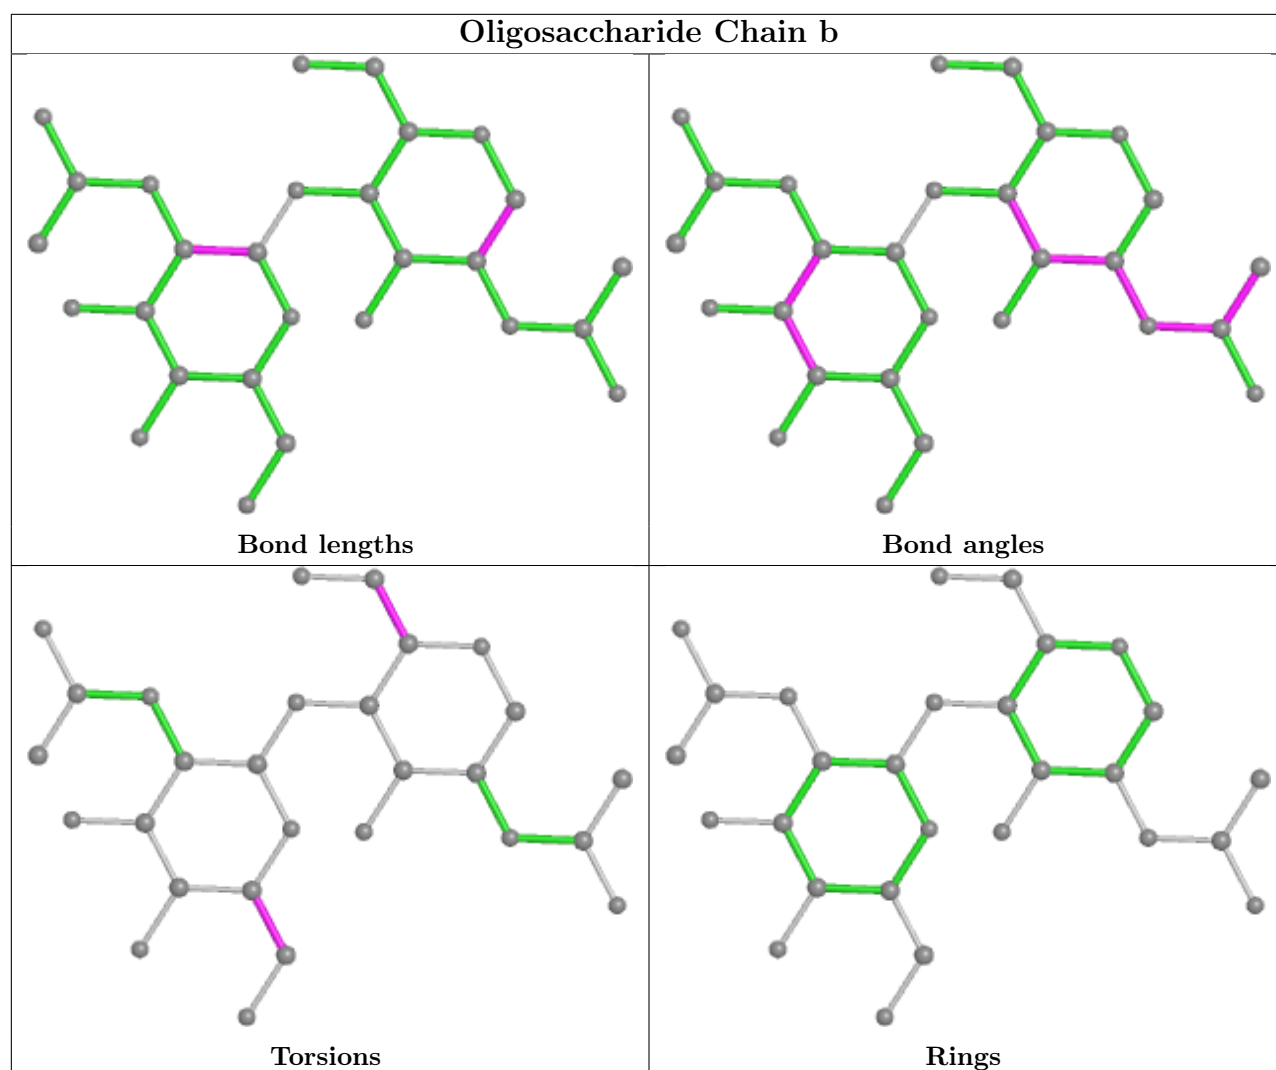 Oligosaccharide Chain b
Bond lengths
Bond angles
Torsions
Rings